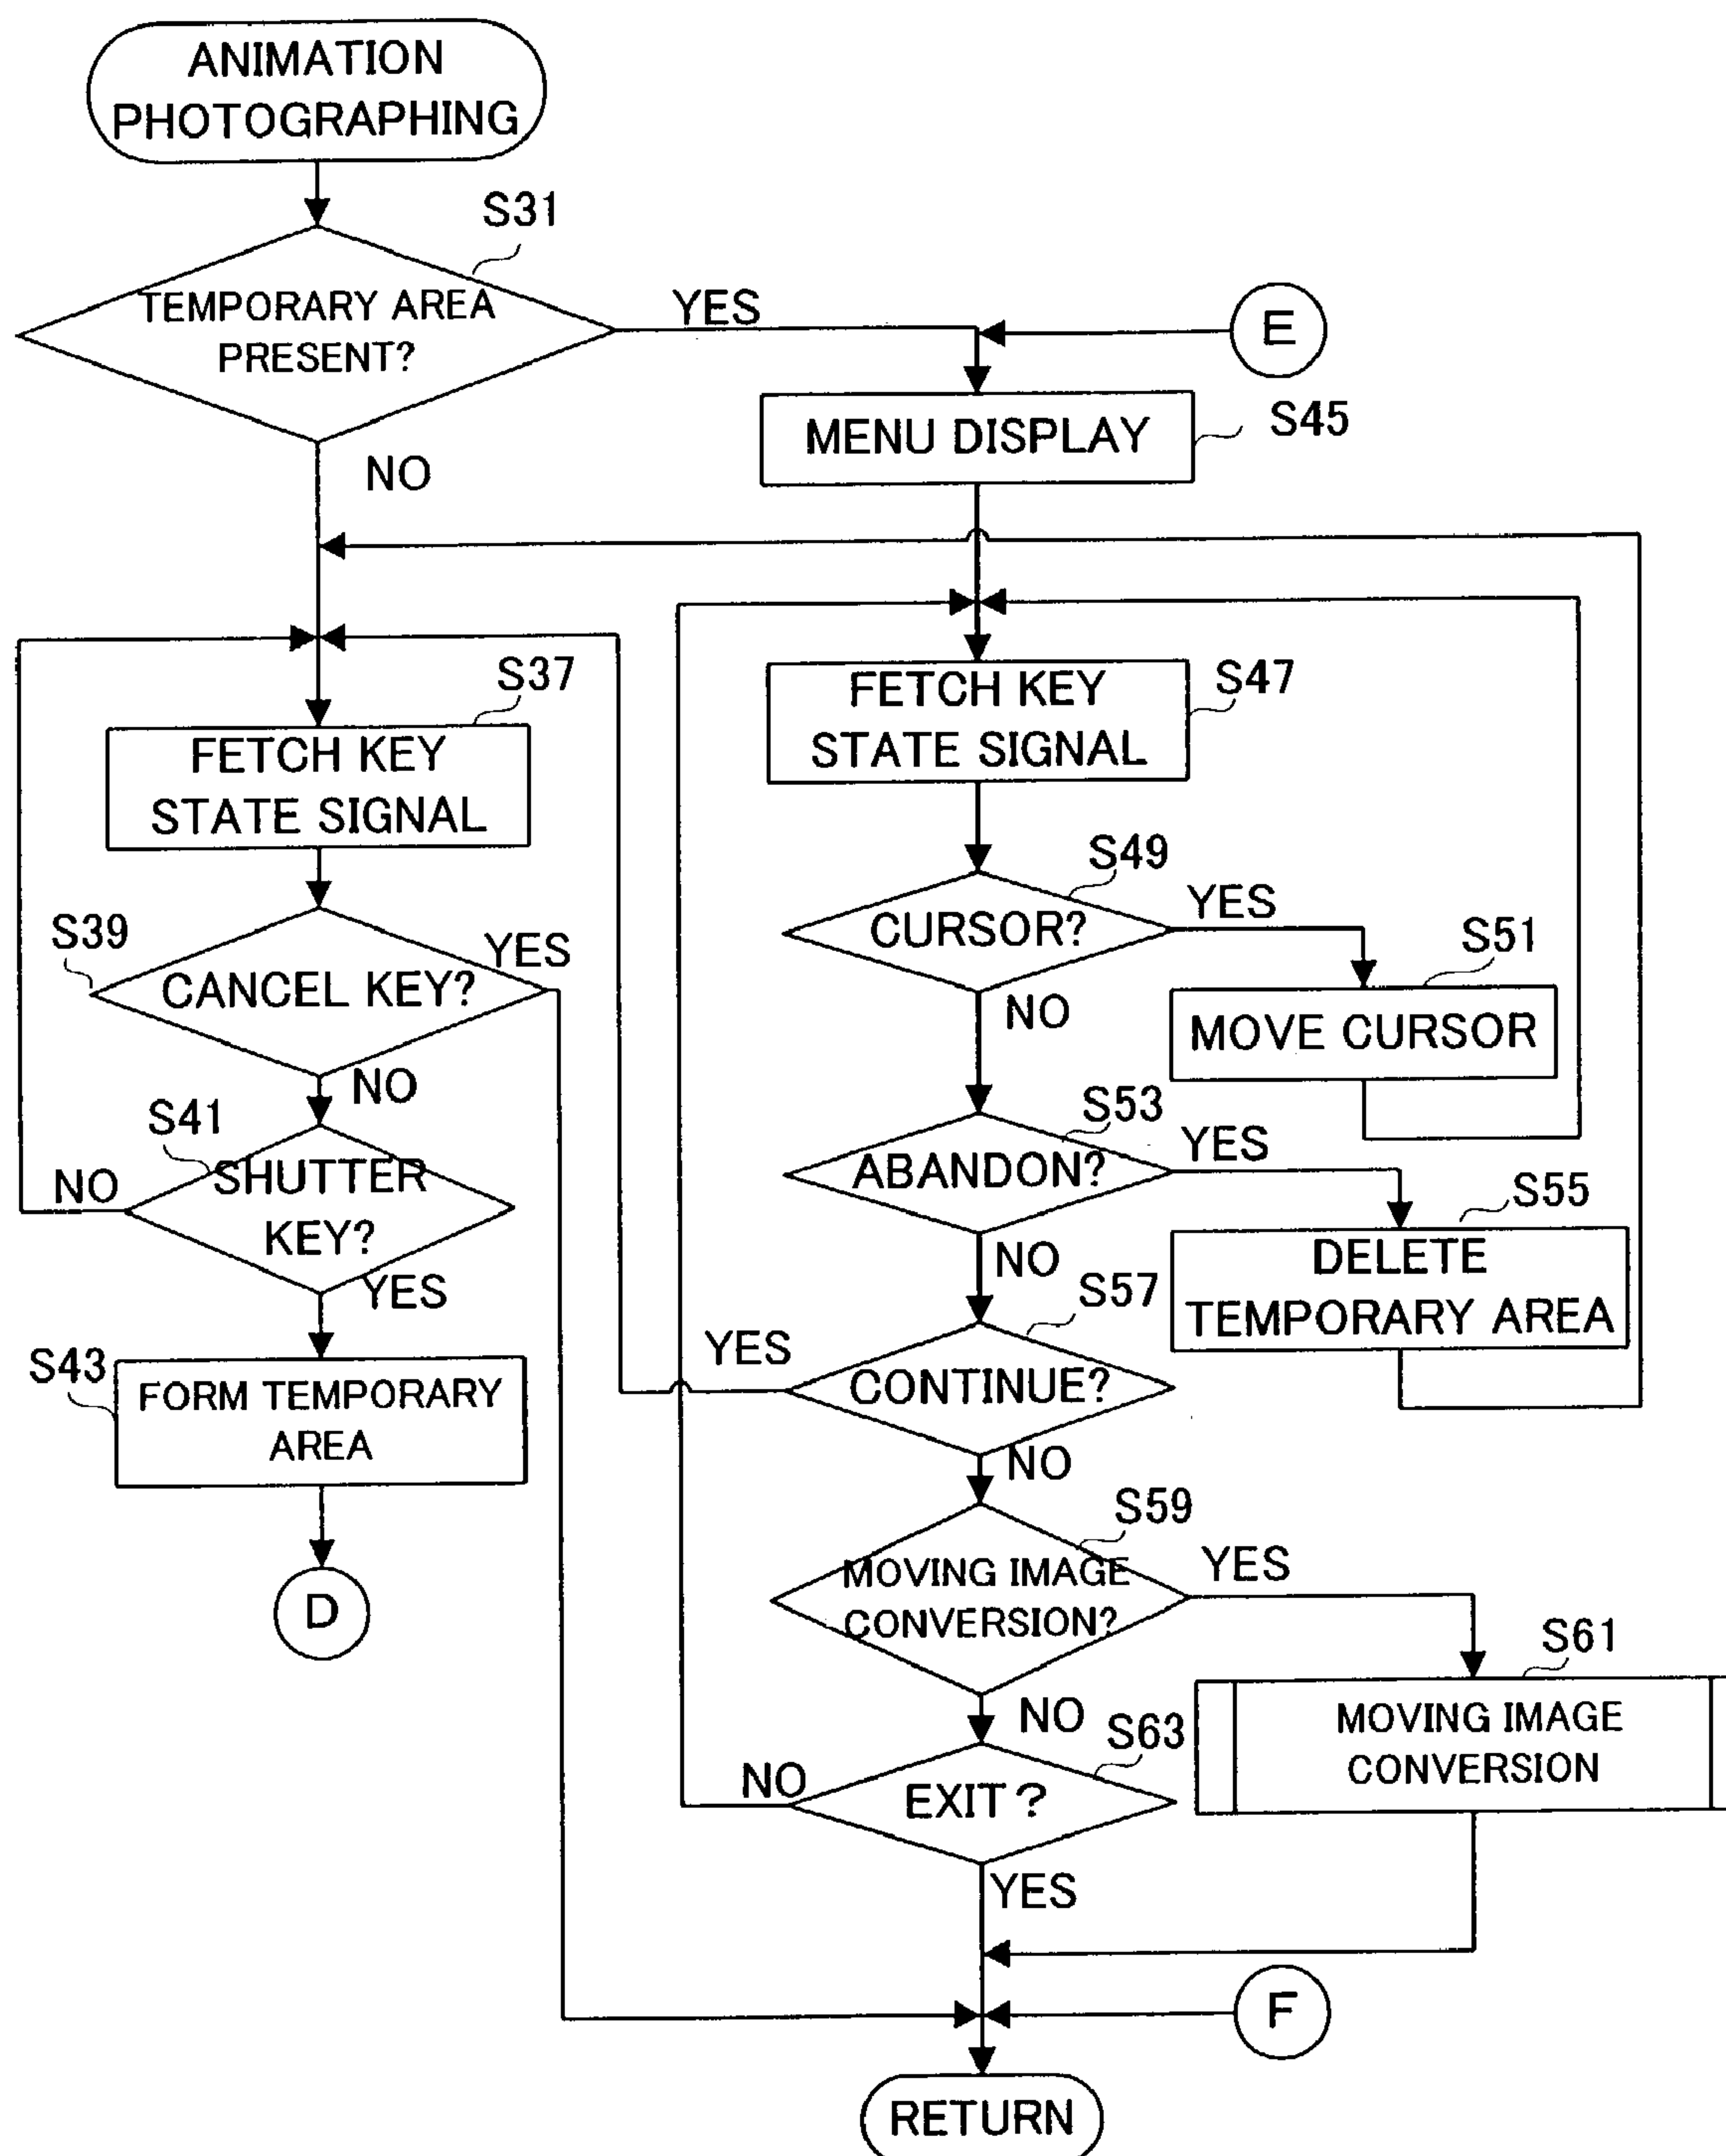 ANIMATION
PHOTOGRAPHING
S31
TEMPORARY AREA
PRESENT?
YES
E
NO
MENU DISPLAY
S45
S37
FETCH KEY
STATE SIGNAL
S39
CANCEL KEY?
YES
NO
S41
SHUTTER
KEY?
NO
YES
S43
FORM TEMPORARY
AREA
D
FETCH KEY
STATE SIGNAL
S47
S49
CURSOR?
YES
NO
S51
MOVE CURSOR
S53
ABANDON?
YES
NO
S55
DELETE
TEMPORARY AREA
S57
CONTINUE?
YES
NO
S59
MOVING IMAGE
CONVERSION?
YES
NO
S61
MOVING IMAGE
CONVERSION
S63
EXIT?
NO
YES
F
RETURN